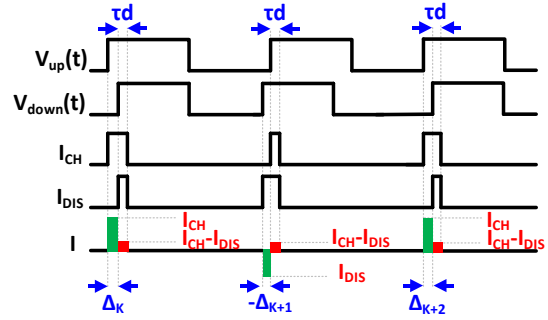 τd τd τd
Vup(t)
Vdown(t)
ICH
IDIS
ICH
ICH
I
ICH-IDIS
ICH-IDIS
ICH-IDIS
IDIS
ΔK
-ΔK+1
ΔK+2